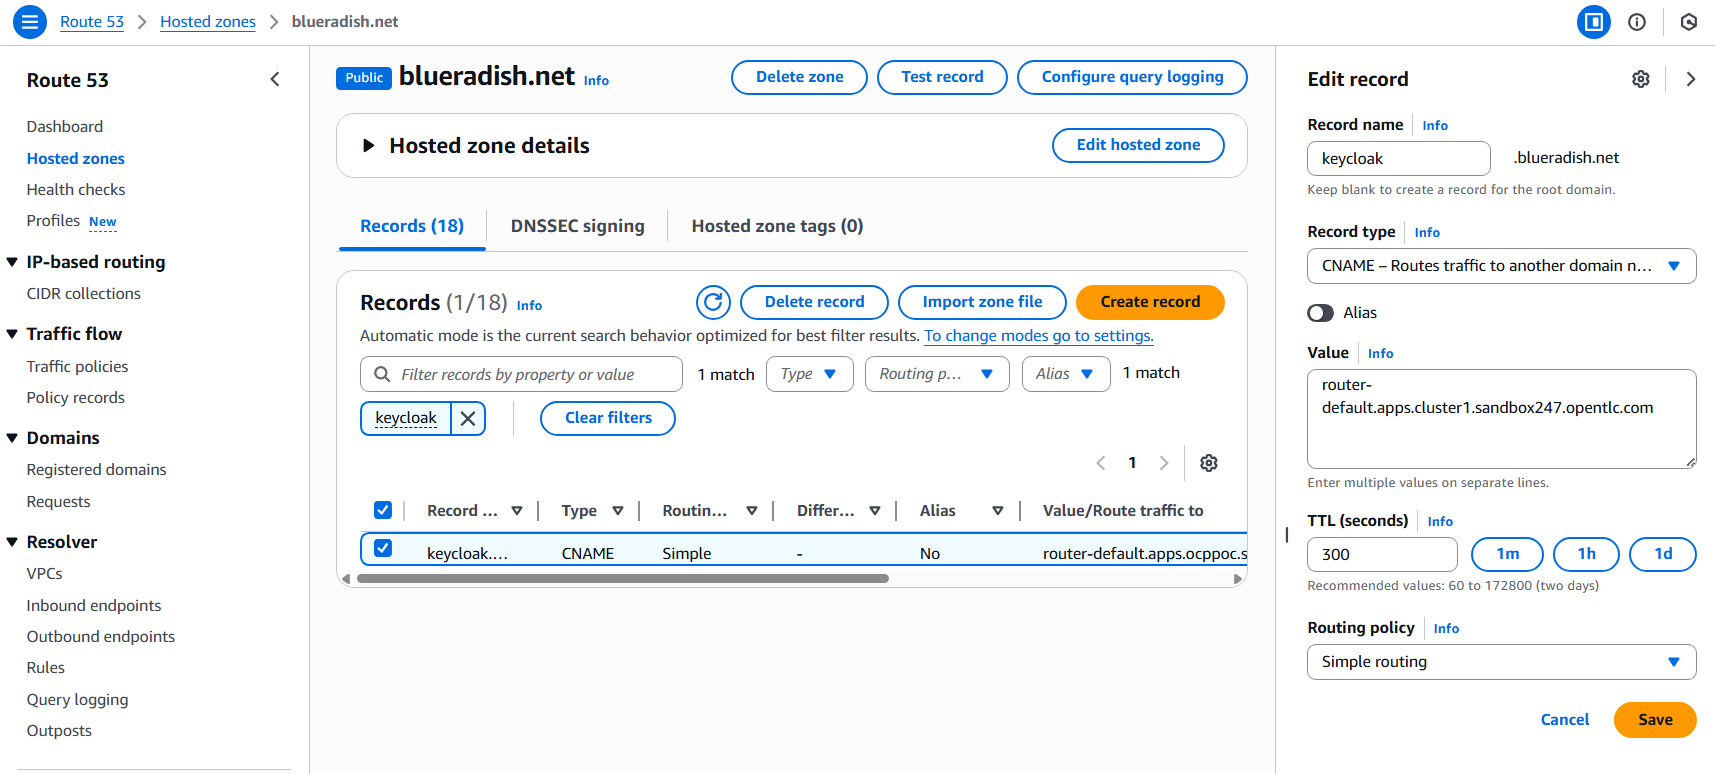 Route 53 > Hosted zones > blueradish.net
Route 53
Dashboard
Hosted zones
Health checks
Profiles New
IP-based routing
CIDR collections
Traffic flow
Traffic policies
Policy records
Domains
Registered domains
Requests
Resolver
VPCs
Inbound endpoints
Outbound endpoints
Rules
Query logging
Outposts
Public blueradish.net Info
Delete zone Test record Configure query logging
Hosted zone details Edit hosted zone
Records (18) DNSSEC signing Hosted zone tags (0)
Records (1/18) Info Delete record Import zone file Create record
Automatic mode is the current search behavior optimized for best filter results. To change modes go to settings.
Filter records by property or value 1 match Type Routing p... Alias 1 match
keycloak Clear filters
1
Record ... Type Routin... Differ... Alias Value/Route traffic to
keycloak.... CNAME Simple - No router-default.apps.ocppoc.s
Edit record
Record name Info
keycloak .blueradish.net
Keep blank to create a record for the root domain.
Record type Info
CNAME – Routes traffic to another domain n...
Alias
Value Info
router-
default.apps.cluster1.sandbox247.opentlc.com
Enter multiple values on separate lines.
TTL (seconds) Info
300 1m 1h 1d
Recommended values: 60 to 172800 (two days)
Routing policy Info
Simple routing
Cancel Save